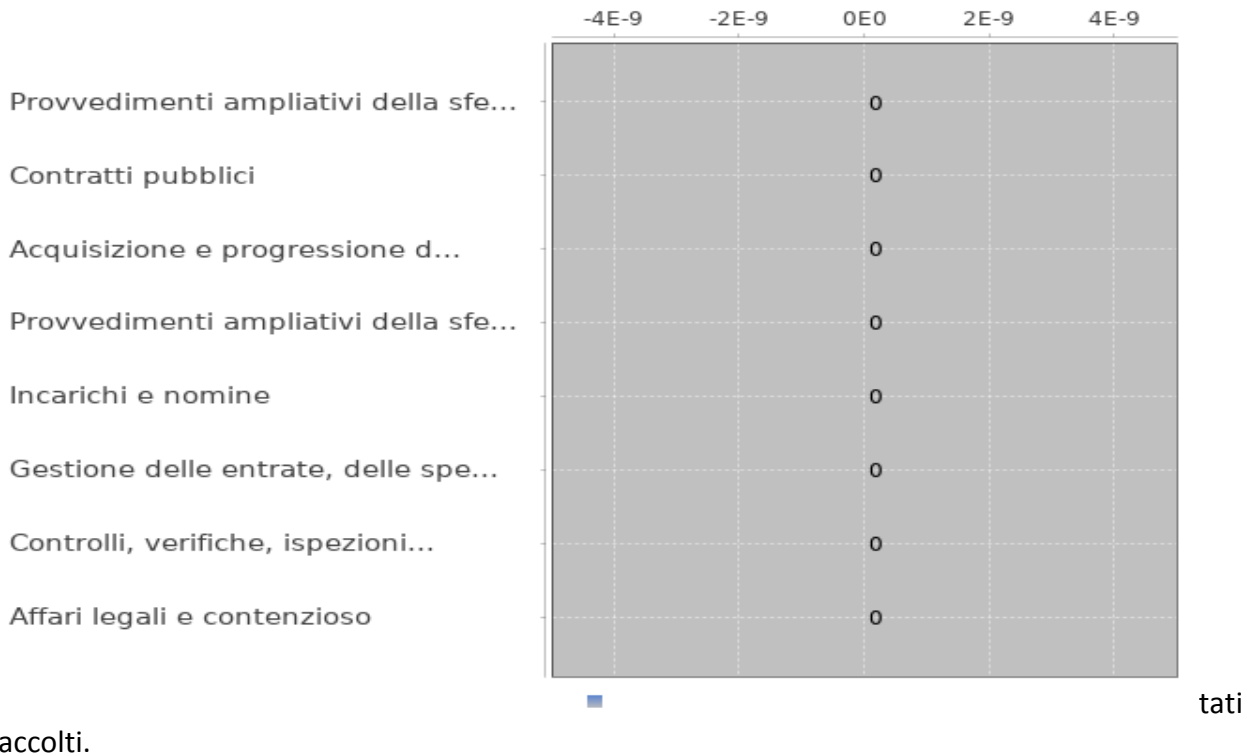 -4E-9 -2E-9 0E0 2E-9 4E-9
Provvedimenti ampliativi della sfe... 0
Contratti pubblici 0
Acquisizione e progressione d... 0
Provvedimenti ampliativi della sfe... 0
Incarichi e nomine 0
Gestione delle entrate, delle spe... 0
Controlli, verifiche, ispezioni... 0
Affari legali e contenzioso 0
tati
accolti.